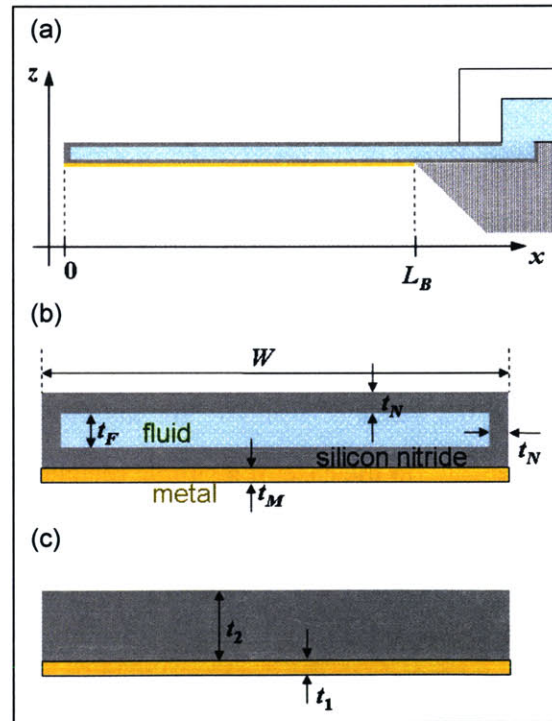 (a)
z
0
L_B
x
(b)
W
t_N
t_F
fluid
silicon nitride
t_N
metal
t_M
(c)
t_2
t_1